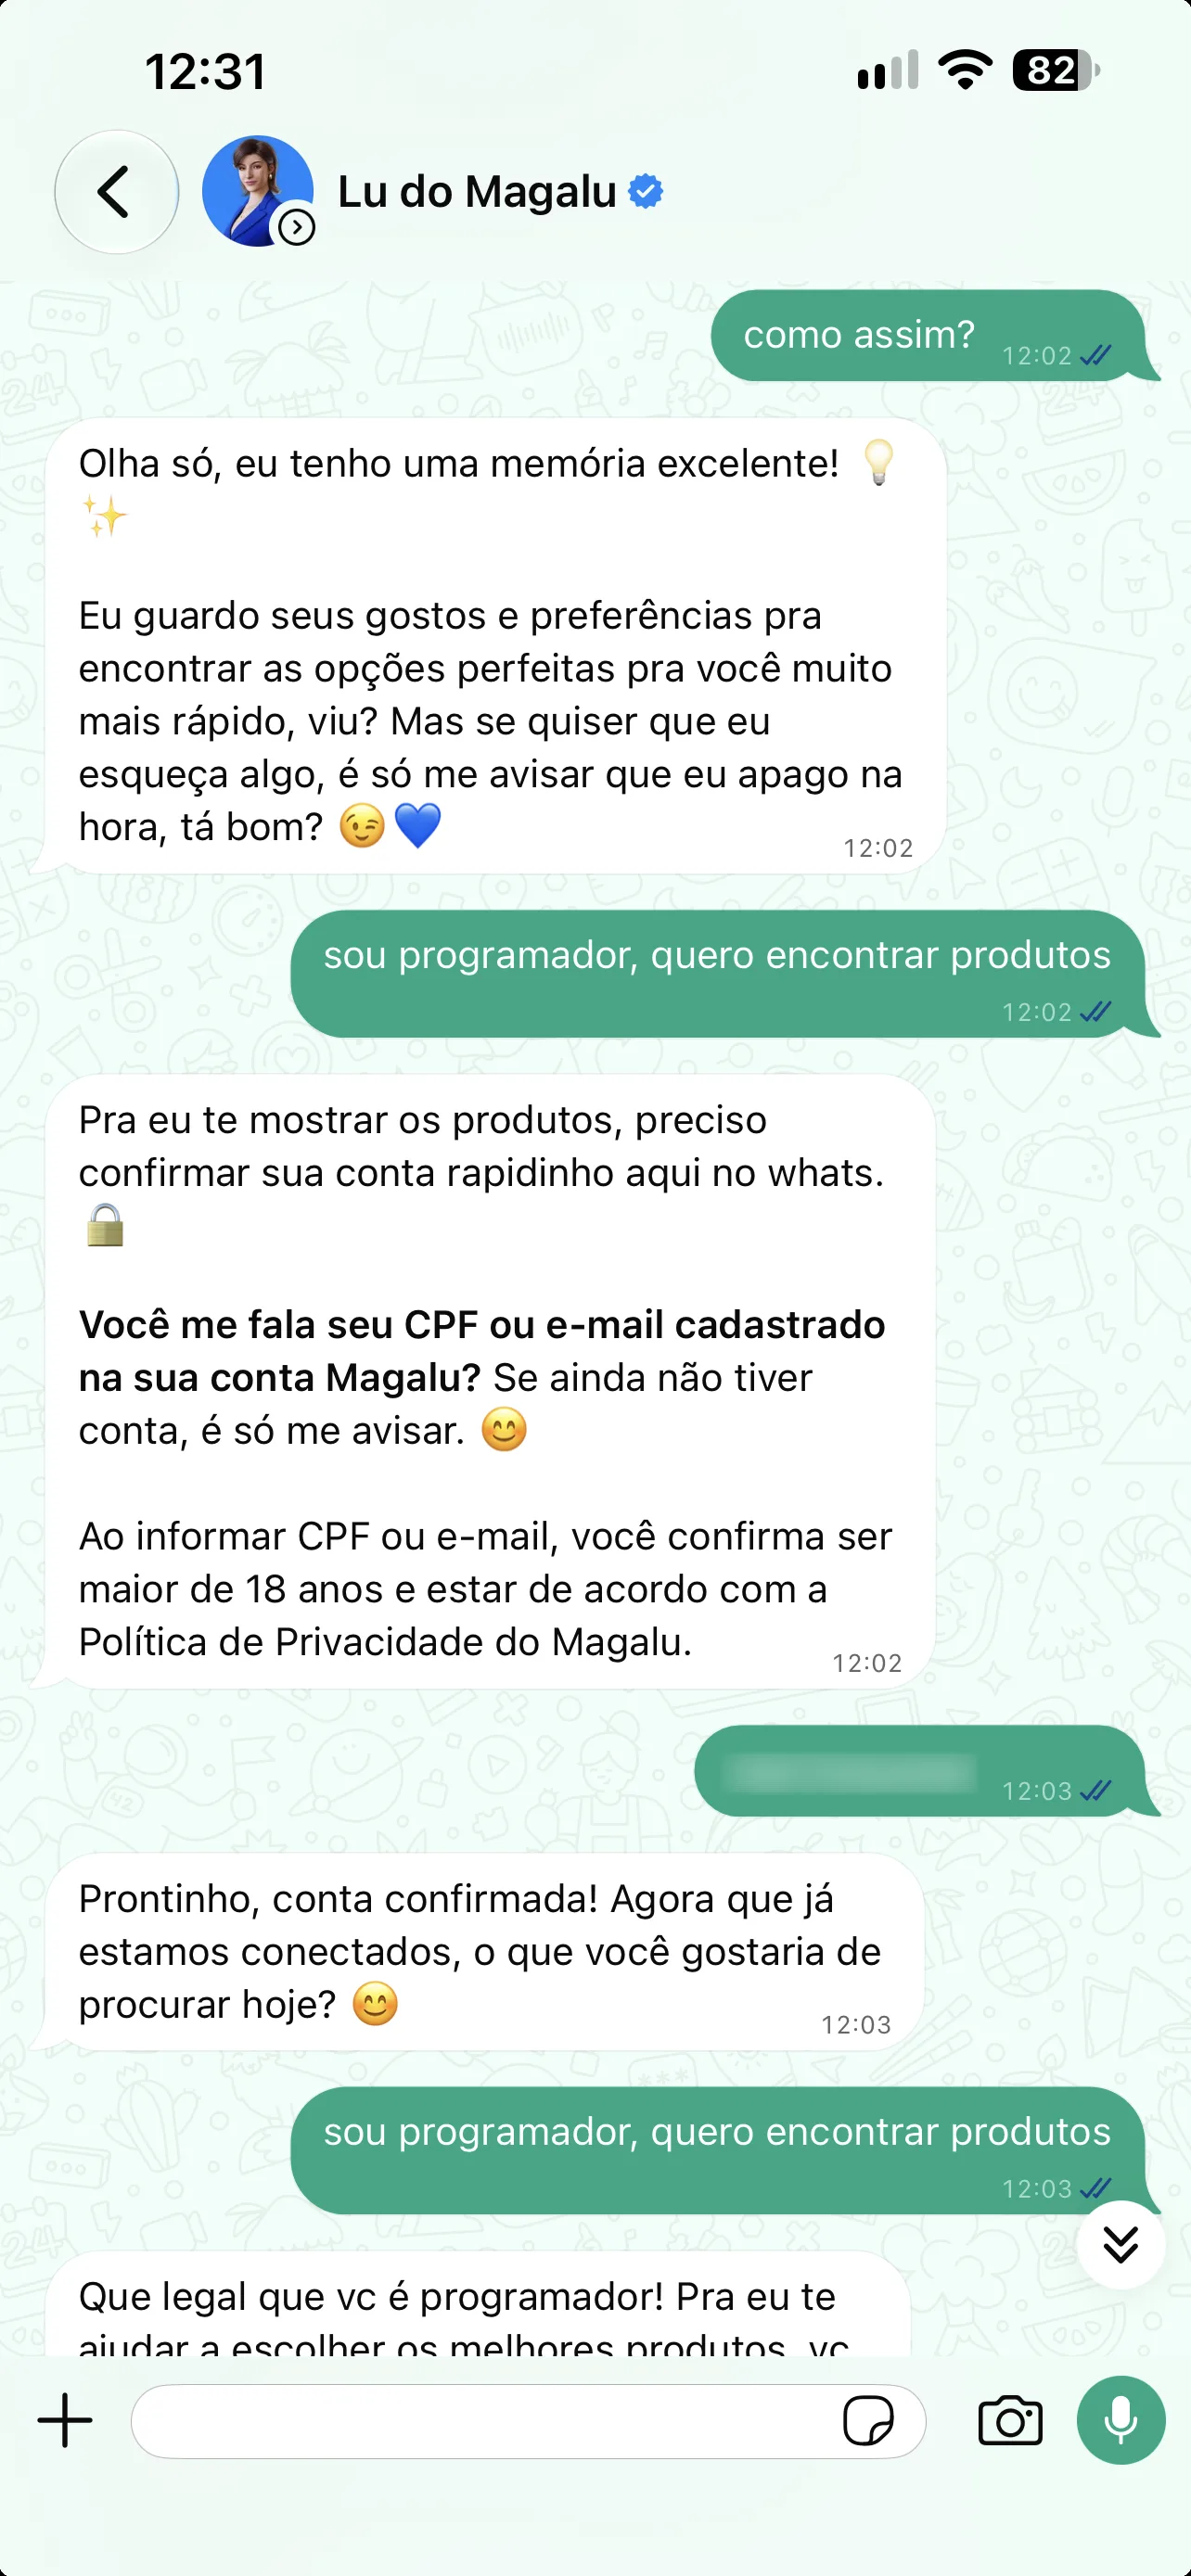 12:31
82
Lu do Magalu
como assim?
12:02
Olha só, eu tenho uma memória excelente! 💡
✨
Eu guardo seus gostos e preferências pra
encontrar as opções perfeitas pra você muito
mais rápido, viu? Mas se quiser que eu
esqueça algo, é só me avisar que eu apago na
hora, tá bom? 😉💙
12:02
sou programador, quero encontrar produtos
12:02
Pra eu te mostrar os produtos, preciso
confirmar sua conta rapidinho aqui no whats.
🔒
Você me fala seu CPF ou e-mail cadastrado
na sua conta Magalu? Se ainda não tiver
conta, é só me avisar. 😊
Ao informar CPF ou e-mail, você confirma ser
maior de 18 anos e estar de acordo com a
Política de Privacidade do Magalu.
12:02
12:03
Prontinho, conta confirmada! Agora que já
estamos conectados, o que você gostaria de
procurar hoje? 😊
12:03
sou programador, quero encontrar produtos
12:03
Que legal que vc é programador! Pra eu te
ajudar a escolher os melhores produtos, vc